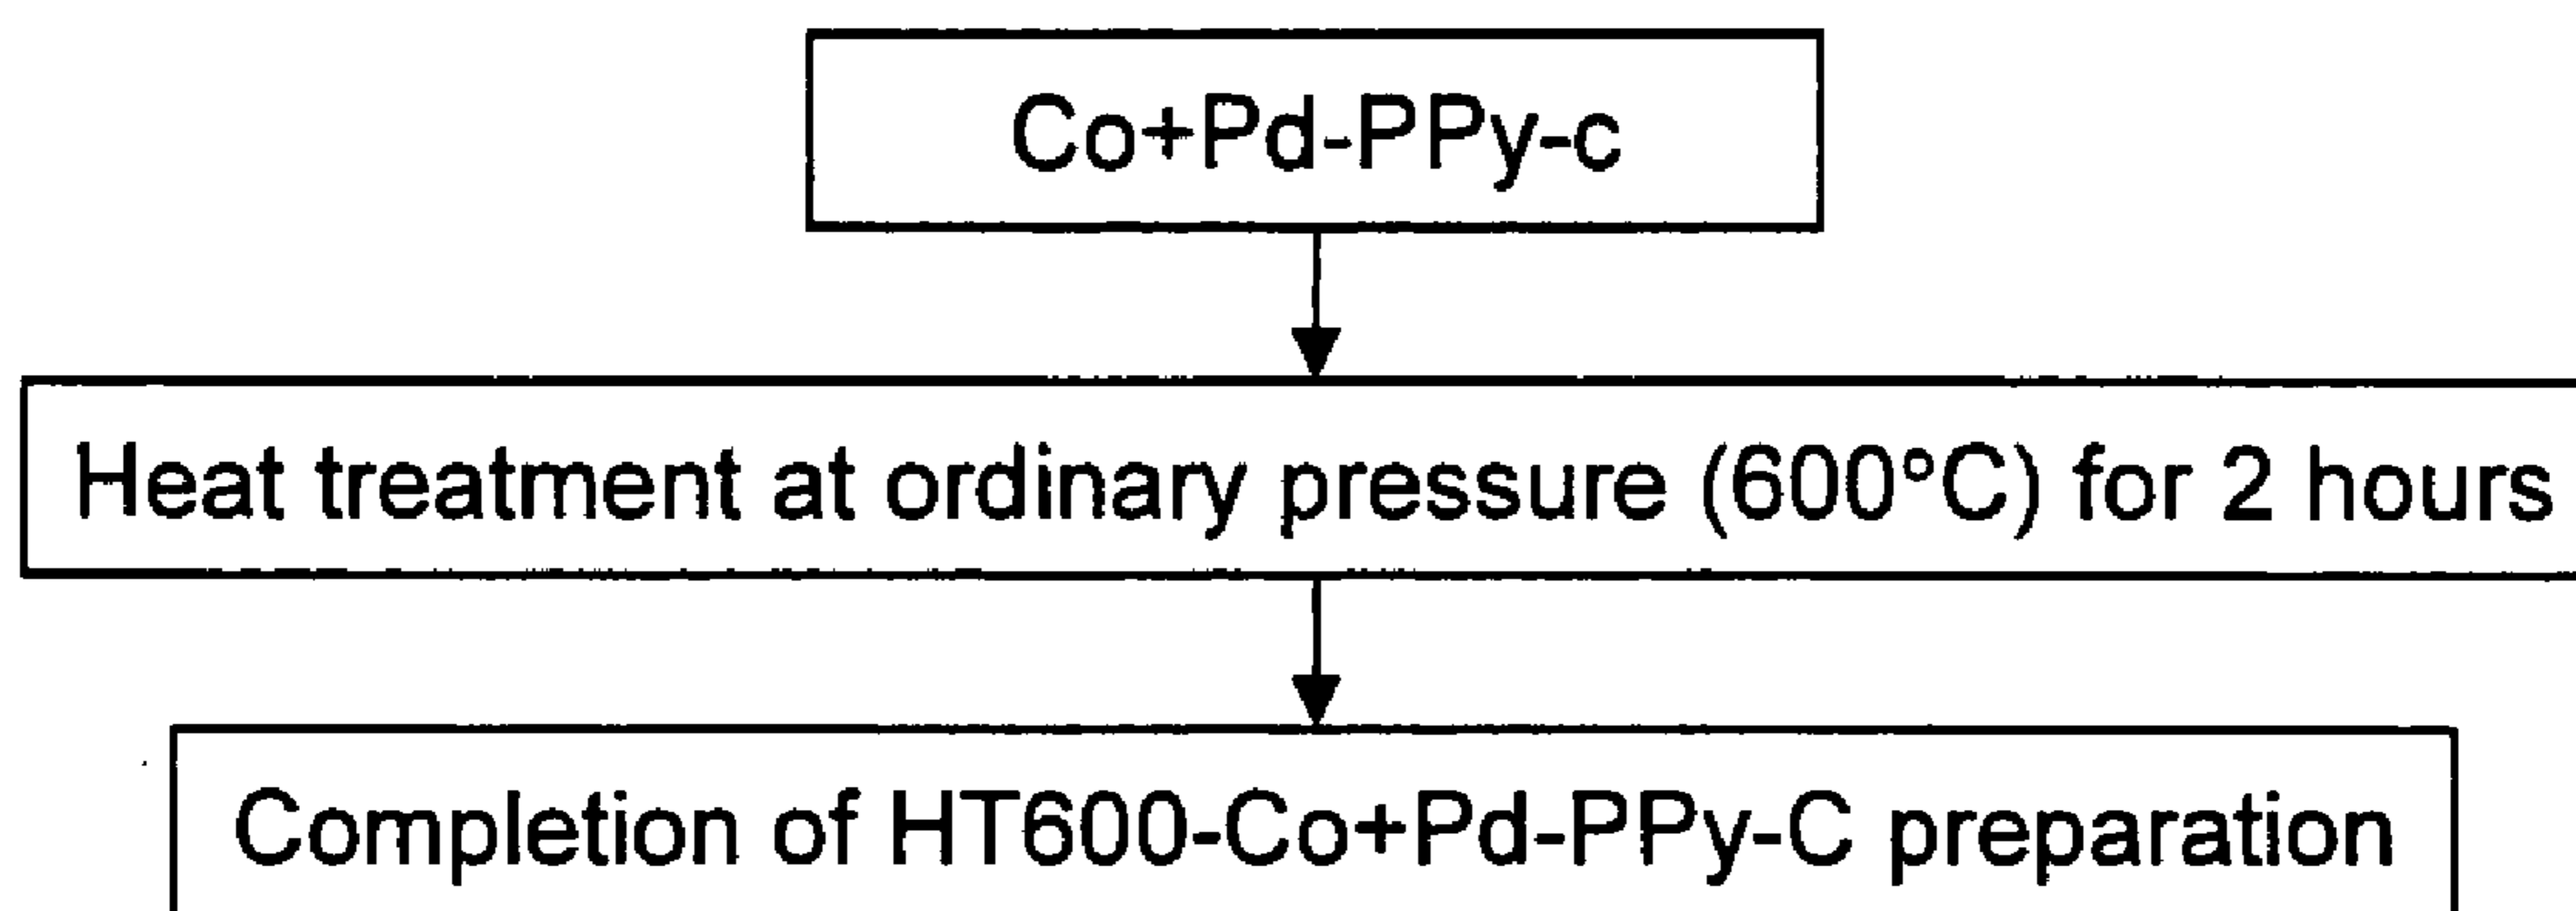 Co+Pd-PPy-c
Heat treatment at ordinary pressure (600°C) for 2 hours
Completion of HT600-Co+Pd-PPy-C preparation